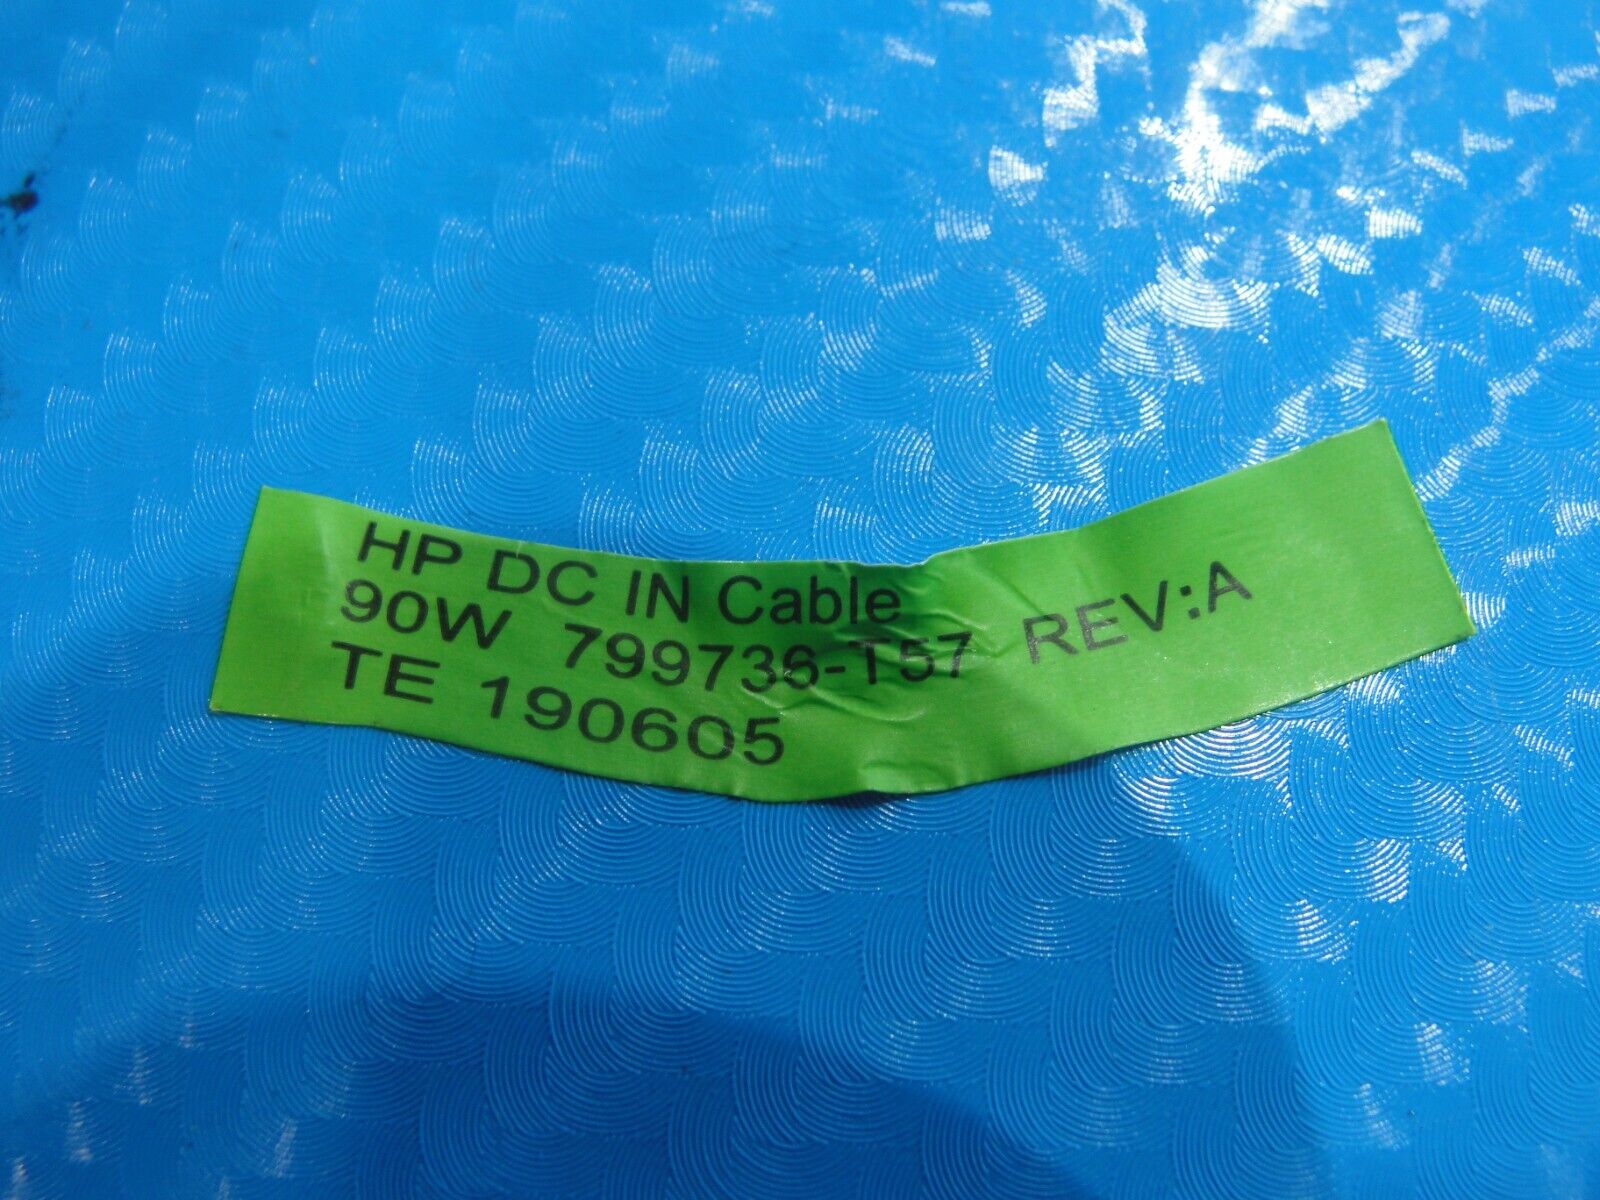 HP DC IN Cable
90W 799736-T57 REV:A
TE 190605